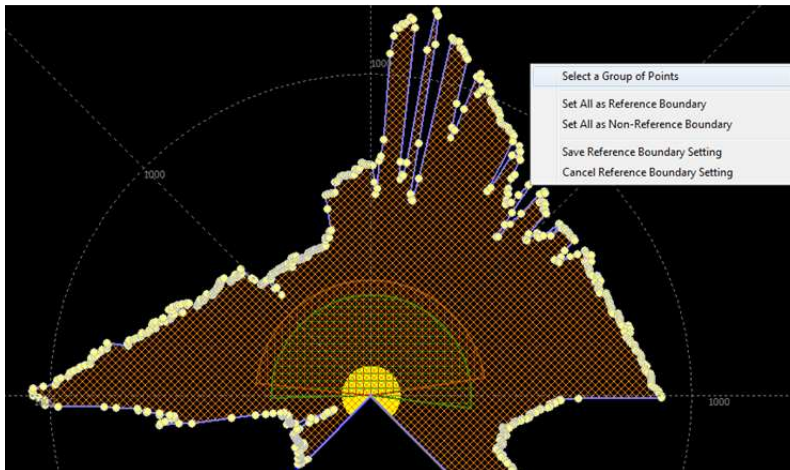 1000
Select a Group of Points
Set All as Reference Boundary
Set All as Non-Reference Boundary
Save Reference Boundary Setting
Cancel Reference Boundary Setting
1000
1000